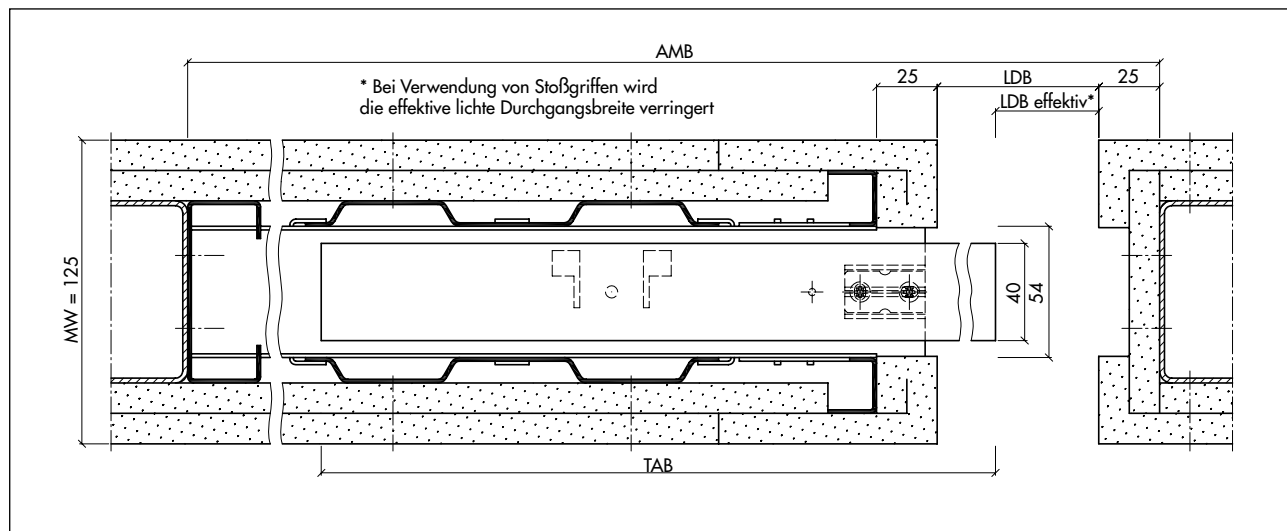 AMB
* Bei Verwendung von Stoßgriffen wird
die effektive lichte Durchgangsbreite verringert
25
LDB
25
LDB effektiv*
MW = 125
40
54
TAB